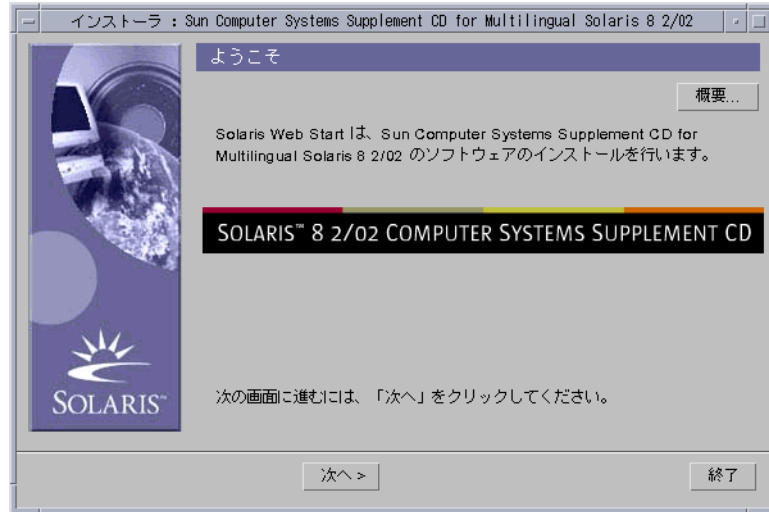 インストーラ : Sun Computer Systems Supplement CD for Multilingual Solaris 8 2/02
ようこそ
概要...
Solaris Web Start は、Sun Computer Systems Supplement CD for
Multilingual Solaris 8 2/02 のソフトウェアのインストールを行います。
SOLARIS™ 8 2/02 COMPUTER SYSTEMS SUPPLEMENT CD
次の画面に進むには、「次へ」をクリックしてください。
SOLARIS™
次へ >
終了